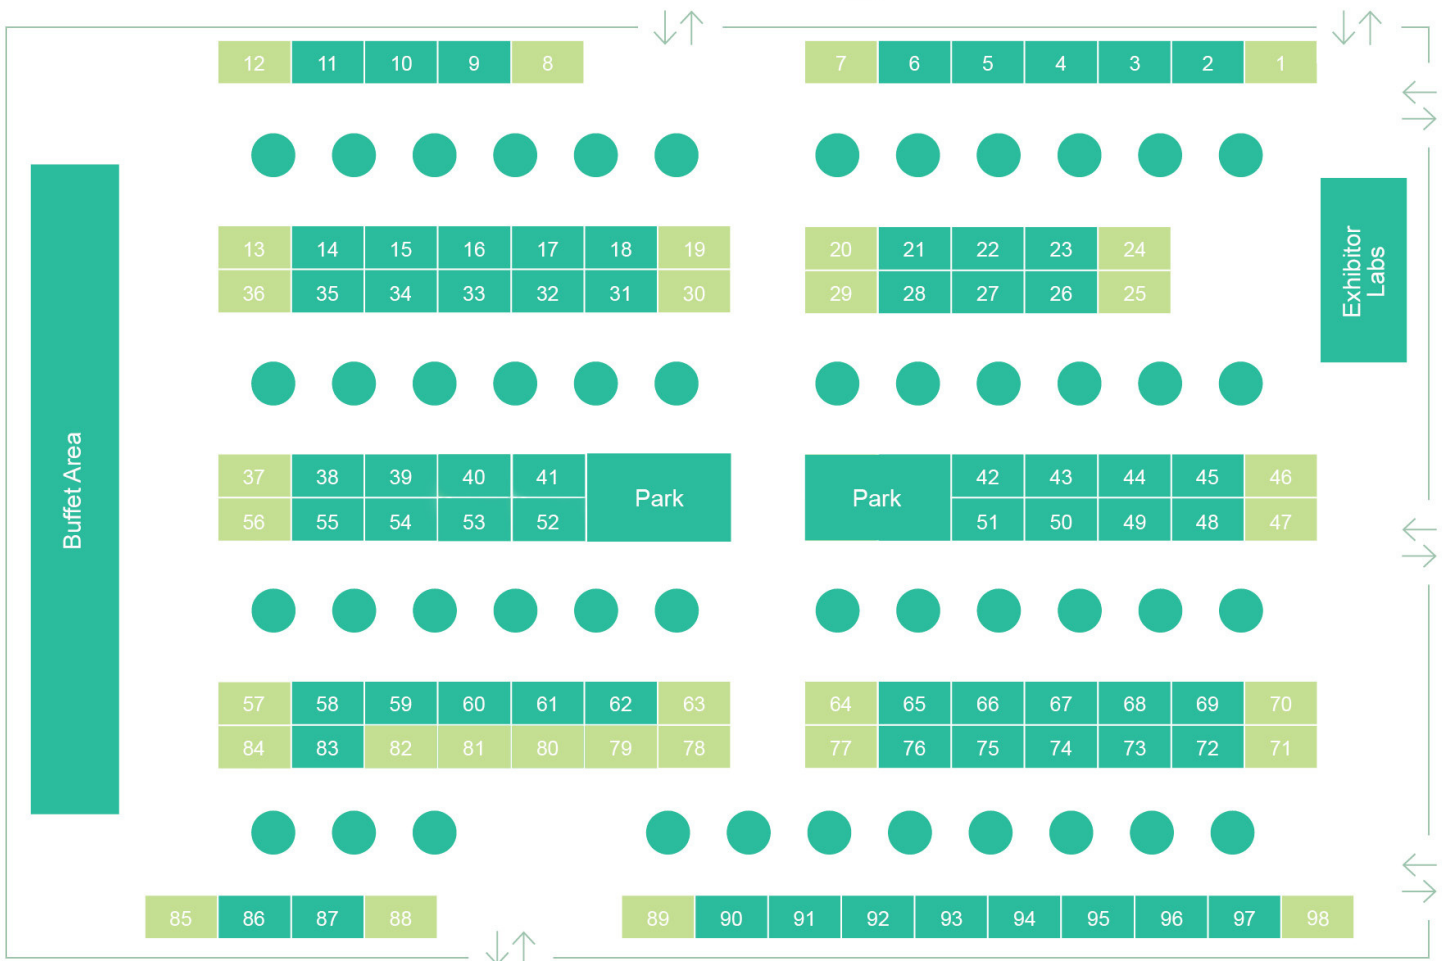 12 11 10 9 8 7 6 5 4 3 2 1
13 14 15 16 17 18 19 20 21 22 23 24
36 35 34 33 32 31 30 29 28 27 26 25
Exhibitor
Labs
Buffet Area
37 38 39 40 41 42 43 44 45 46
Park Park
56 55 54 53 52 51 50 49 48 47
57 58 59 60 61 62 63 64 65 66 67 68 69 70
84 83 82 81 80 79 78 77 76 75 74 73 72 71
85 86 87 88 89 90 91 92 93 94 95 96 97 98